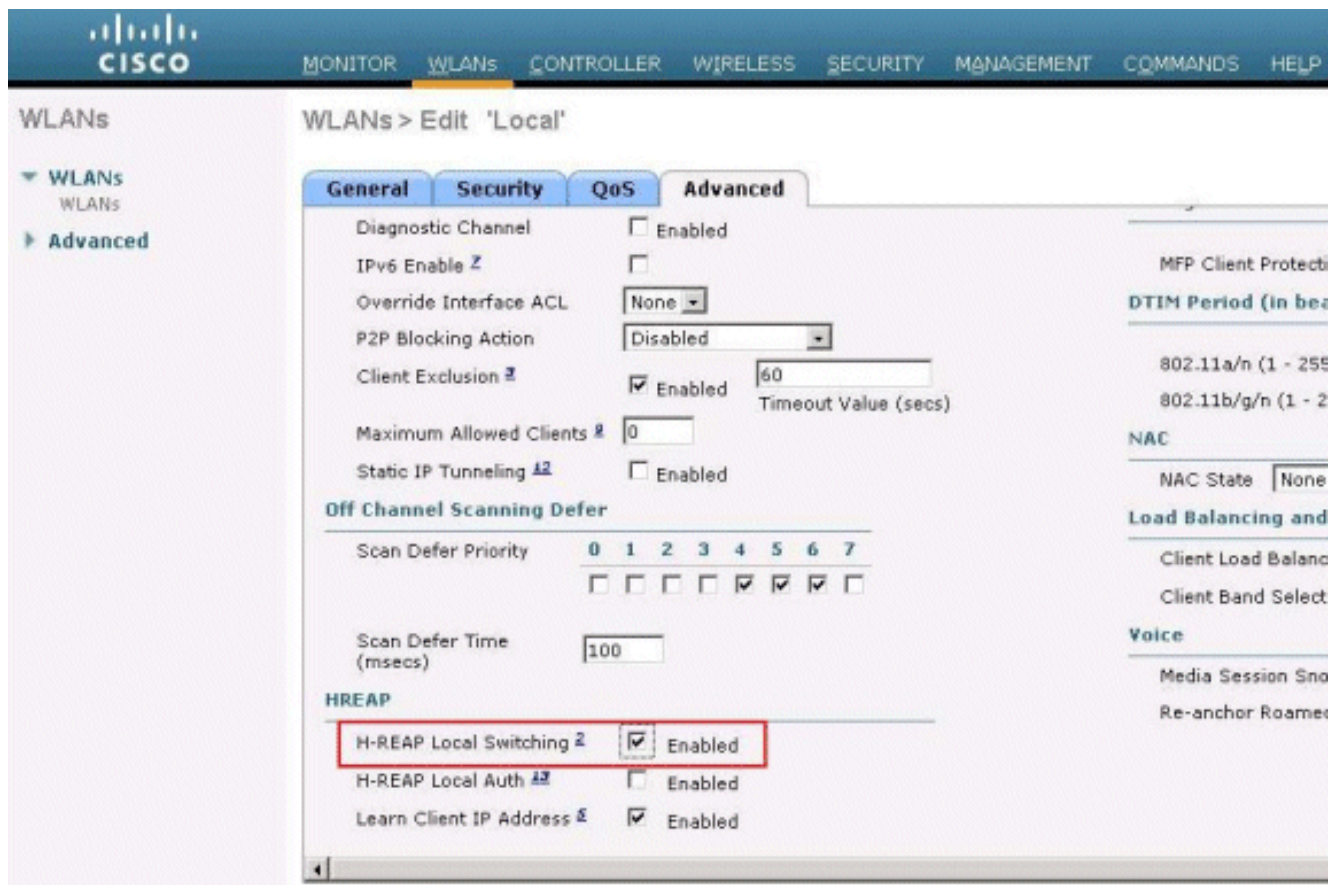 CISCO
MONITOR WLANs CONTROLLER WIRELESS SECURITY MANAGEMENT COMMANDS HELP
WLANs
WLANs
WLANs
Advanced
WLANs > Edit 'Local'
General Security QoS Advanced
Diagnostic Channel Enabled
IPv6 Enable 7
Override Interface ACL None
P2P Blocking Action Disabled
Client Exclusion 3 Enabled 60
Timeout Value (secs)
Maximum Allowed Clients 8 0
Static IP Tunneling 12 Enabled
Off Channel Scanning Defer
Scan Defer Priority 0 1 2 3 4 5 6 7
Scan Defer Time
(msecs) 100
HREAP
H-REAP Local Switching 2 Enabled
H-REAP Local Auth 13 Enabled
Learn Client IP Address 5 Enabled
MFP Client Protecti
DTIM Period (in bea
802.11a/n (1 - 255
802.11b/g/n (1 - 2
NAC
NAC State None
Load Balancing and
Client Load Balanc
Client Band Select
Voice
Media Session Sno
Re-anchor Roamed